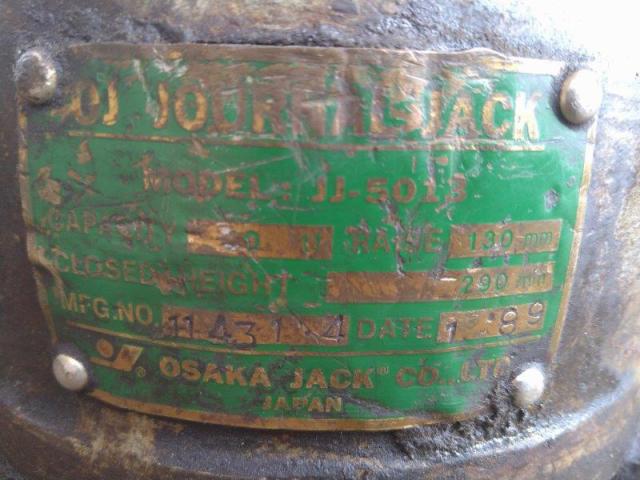 OJ JOURNAL JACK
MODEL: JJ-5013
CAPACITY RAISE 130 mm
CLOSED HEIGHT 290 mm
MFG.NO. DATE
OSAKA "JACK" CO., LTD.
JAPAN